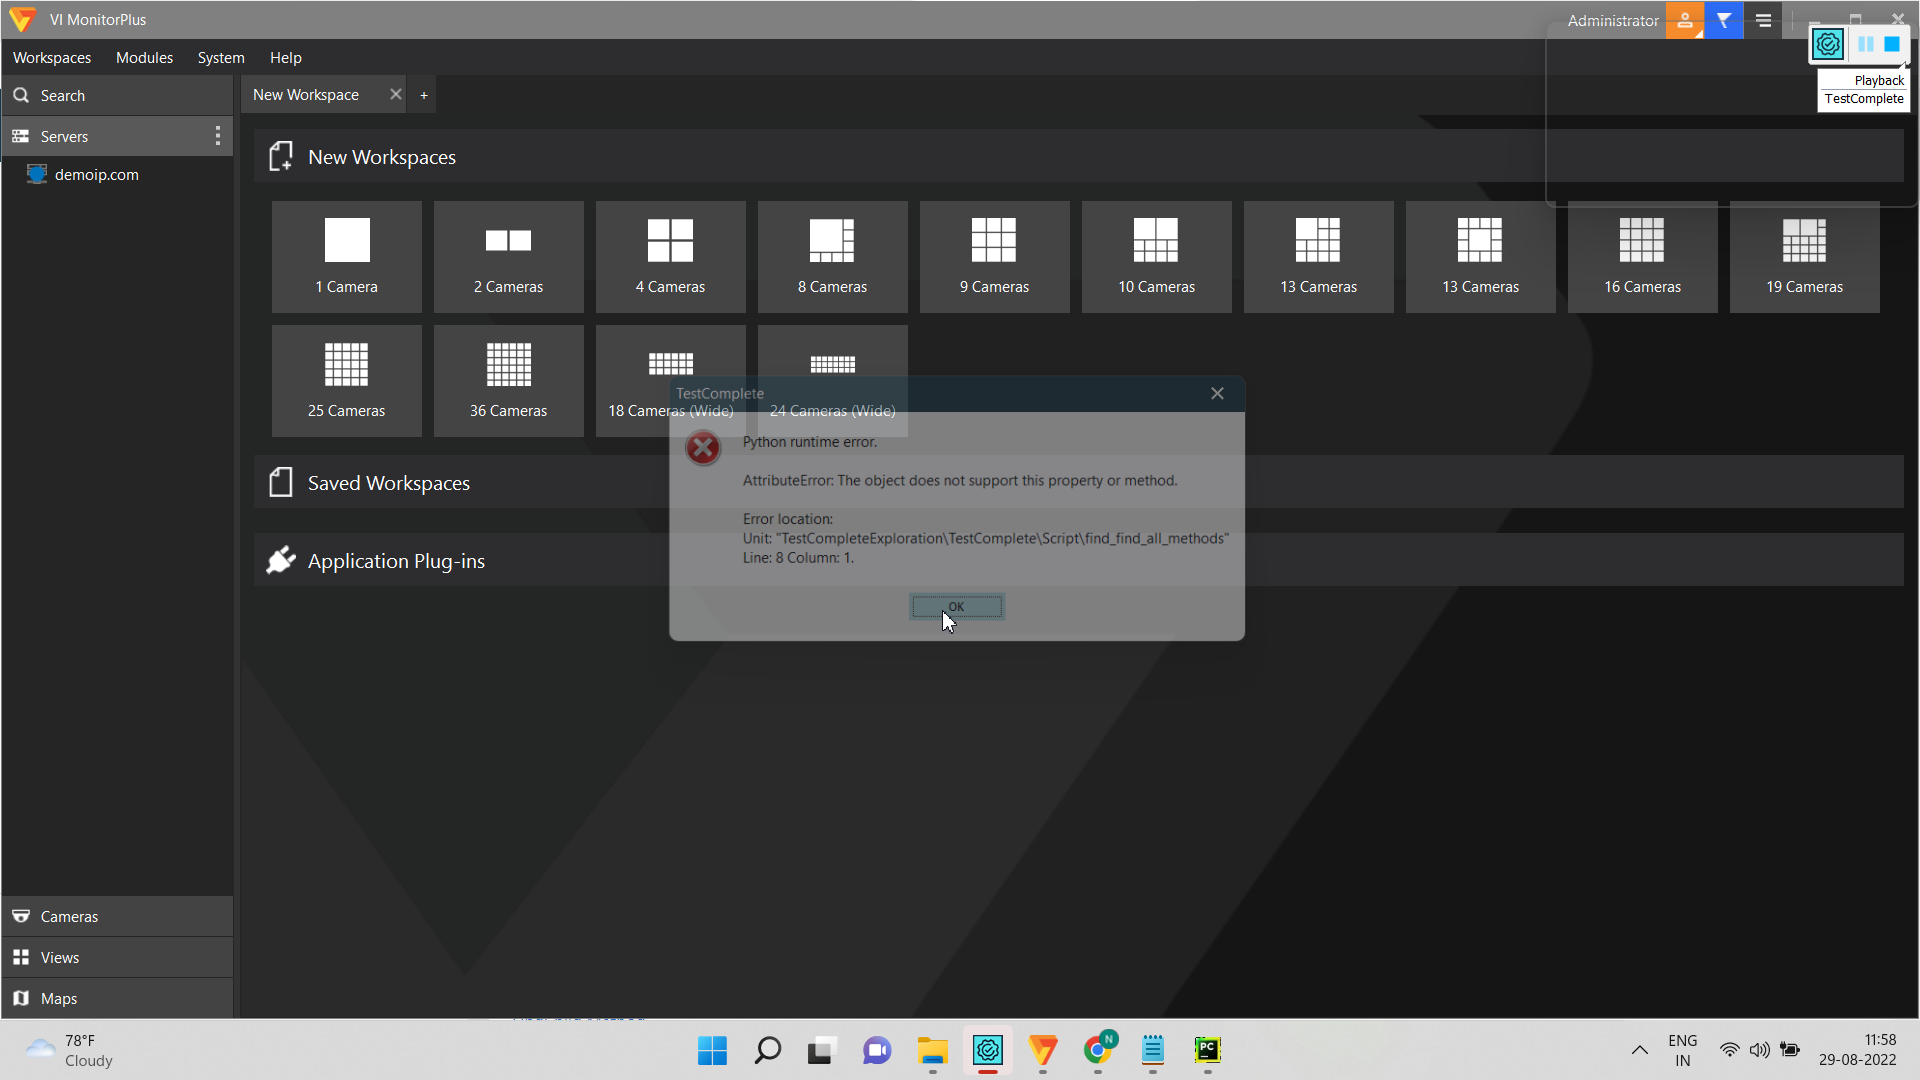 VI MonitorPlus
Administrator
Workspaces Modules System Help
Playback
TestComplete
Search
New Workspace
+
Servers
demoip.com
New Workspaces
1 Camera
2 Cameras
4 Cameras
8 Cameras
9 Cameras
10 Cameras
13 Cameras
13 Cameras
16 Cameras
19 Cameras
25 Cameras
36 Cameras
18 Cameras (Wide)
24 Cameras (Wide)
TestComplete
Python runtime error.
AttributeError: The object does not support this property or method.
Error location:
Unit: "TestCompleteExploration\TestComplete\Script\find_find_all_methods"
Line: 8 Column: 1.
OK
Saved Workspaces
Application Plug-ins
Cameras
Views
Maps
78°F
Cloudy
N
PC
ENG
IN
11:58
29-08-2022